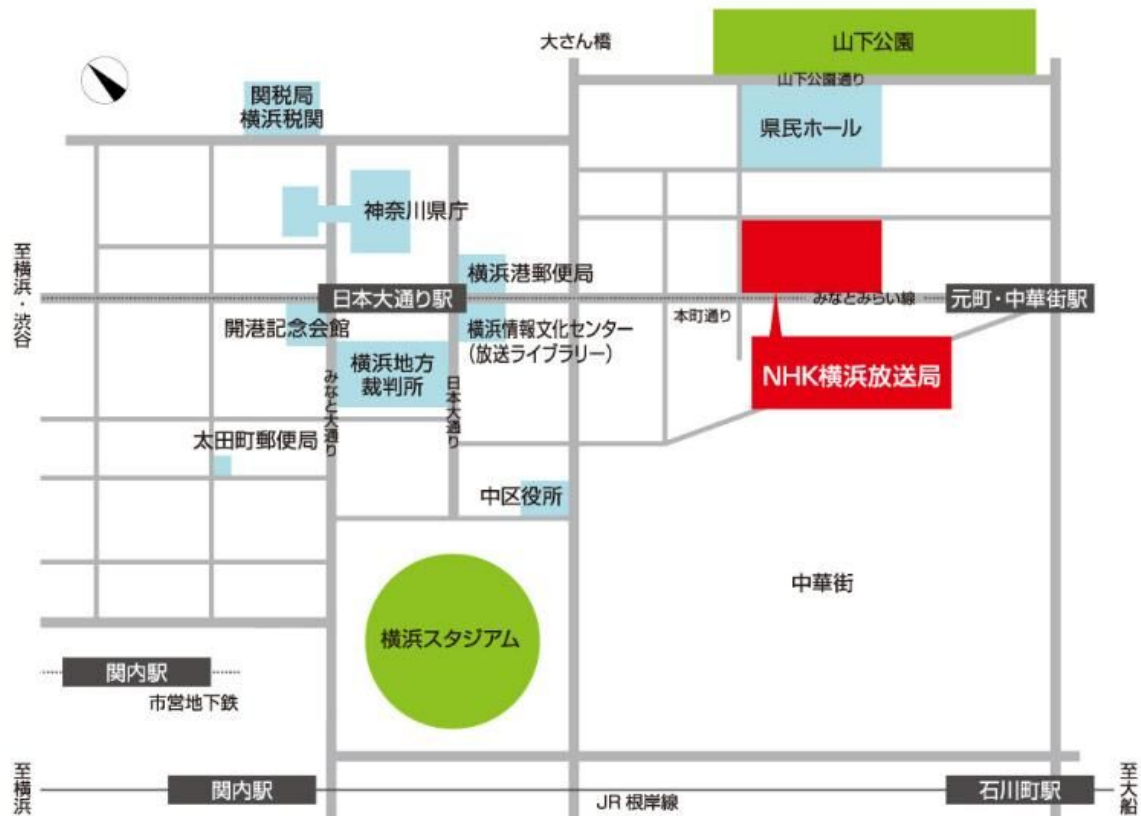 大さん橋
山下公園
山下公園通り
関税局
横浜税関
県民ホール
神奈川県庁
至横浜・渋谷
横浜港郵便局
日本大通り駅
みなとみらい線
元町・中華街駅
本町通り
開港記念会館
横浜情報文化センター
(放送ライブラリー)
横浜地方
裁判所
NHK横浜放送局
みなと大通り
日本大通り
太田町郵便局
中区役所
中華街
横浜スタジアム
関内駅
市営地下鉄
至横浜
関内駅
JR 根岸線
石川町駅
至大船